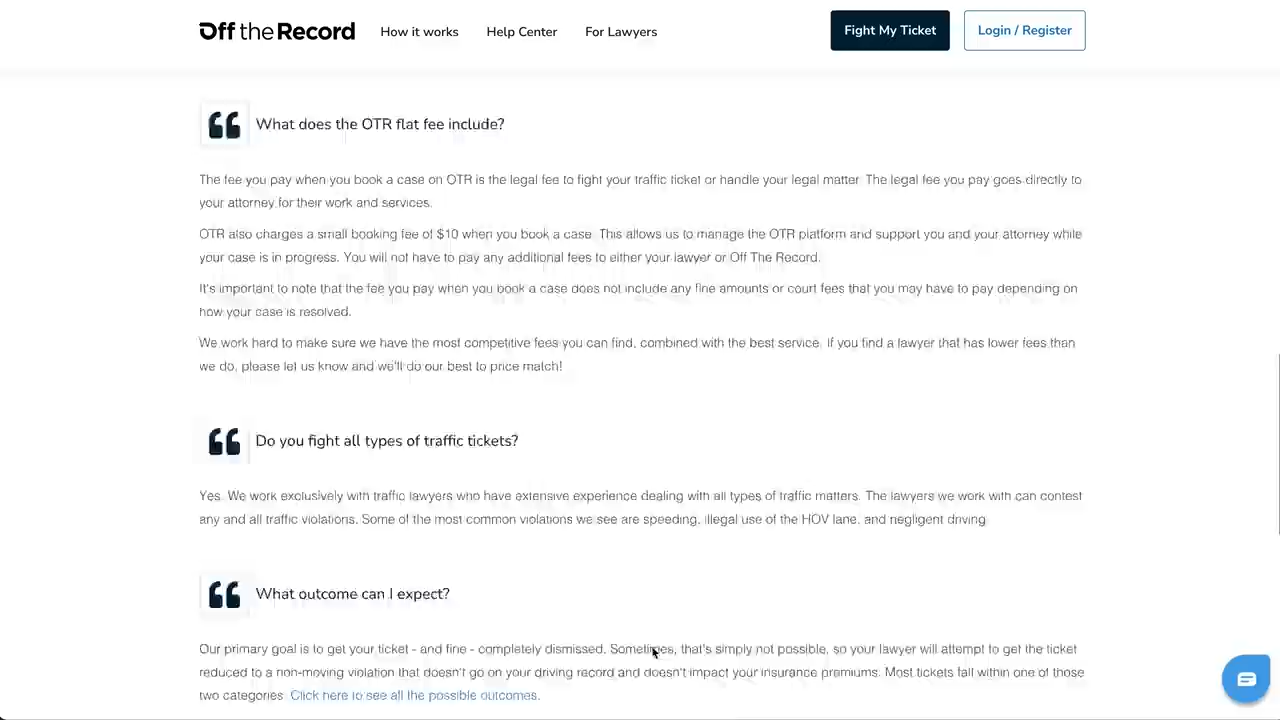 Off the Record How it works Help Center For Lawyers Fight My Ticket Login / Register
What does the OTR flat fee include?
The fee you pay when you book a case on OTR is the legal fee to fight your traffic ticket or handle your legal matter. The legal fee you pay goes directly to
your attorney for their work and services.
OTR also charges a small booking fee of $10 when you book a case. This allows us to manage the OTR platform and support you and your attorney while
your case is in progress. You will not have to pay any additional fees to either your lawyer or Off The Record.
It's important to note that the fee you pay when you book a case does not include any fine amounts or court fees that you may have to pay depending on
how your case is resolved.
We work hard to make sure we have the most competitive fees you can find, combined with the best service. If you find a lawyer that has lower fees than
we do, please let us know and we'll do our best to price match!
Do you fight all types of traffic tickets?
Yes. We work exclusively with traffic lawyers who have extensive experience dealing with all types of traffic matters. The lawyers we work with can contest
any and all traffic violations. Some of the most common violations we see are speeding, illegal use of the HOV lane, and negligent driving.
What outcome can I expect?
Our primary goal is to get your ticket - and fine - completely dismissed. Sometimes, that's simply not possible, so your lawyer will attempt to get the ticket
reduced to a non-moving violation that doesn't go on your driving record and doesn't impact your insurance premiums. Most tickets fall within one of those
two categories. Click here to see all the possible outcomes.